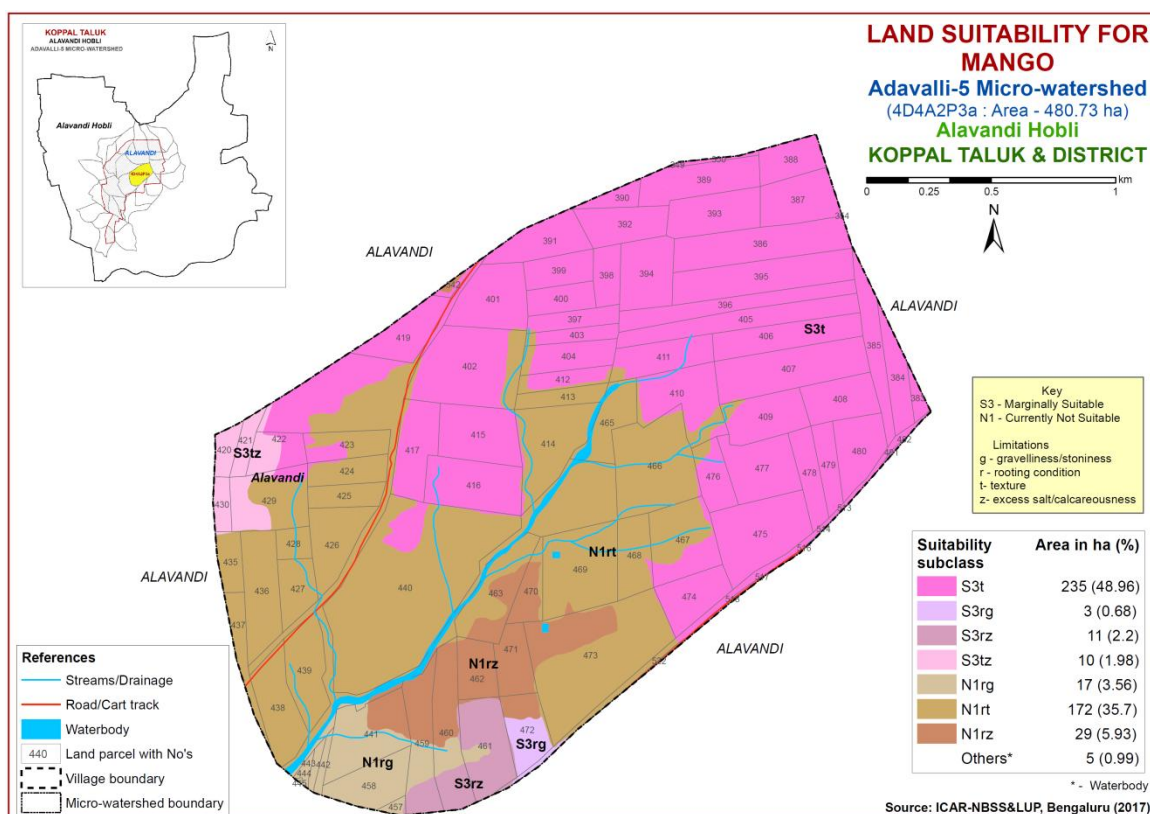 KOPPAL TALUK
ALAVANDI HOBLI
ADAVALLI-5 MICRO-WATERSHED
N
Alavandi Hobli
ALAVANDI
LAND SUITABILITY FOR
MANGO
Adavalli-5 Micro-watershed
(4D4A2P3a : Area - 480.73 ha)
Alavandi Hobli
KOPPAL TALUK & DISTRICT
0 0.25 0.5 1 km
N
388
389
390
387
393
392
391
386
ALAVANDI
399
398
394
395
401
400
396
ALAVANDI
397
405
403
406
S3t
385
419
404
411
407
402
412
410
384
413
408
383
465
409
421
422
415
414
420
423
417
480
S3tz
424
466
477
478
479
Alavandi
416
476
429
425
430
475
428
426
N1rt
468
467
435
469
ALAVANDI
427
436
440
463
470
474
437
471
473
ALAVANDI
439
N1rz
462
438
472
441
460
459
461
S3rg
443
442
444
N1rg
458
S3rz
457
Key
S3 - Marginally Suitable
N1 - Currently Not Suitable
Limitations
g - gravelliness/stoniness
r - rooting condition
t- texture
z- excess salt/calcareousness
Suitability subclass Area in ha (%)
S3t 235 (48.96)
S3rg 3 (0.68)
S3rz 11 (2.2)
S3tz 10 (1.98)
N1rg 17 (3.56)
N1rt 172 (35.7)
N1rz 29 (5.93)
Others* 5 (0.99)
* - Waterbody
Source: ICAR-NBSS&LUP, Bengaluru (2017)
References
Streams/Drainage
Road/Cart track
Waterbody
440 Land parcel with No's
Village boundary
Micro-watershed boundary